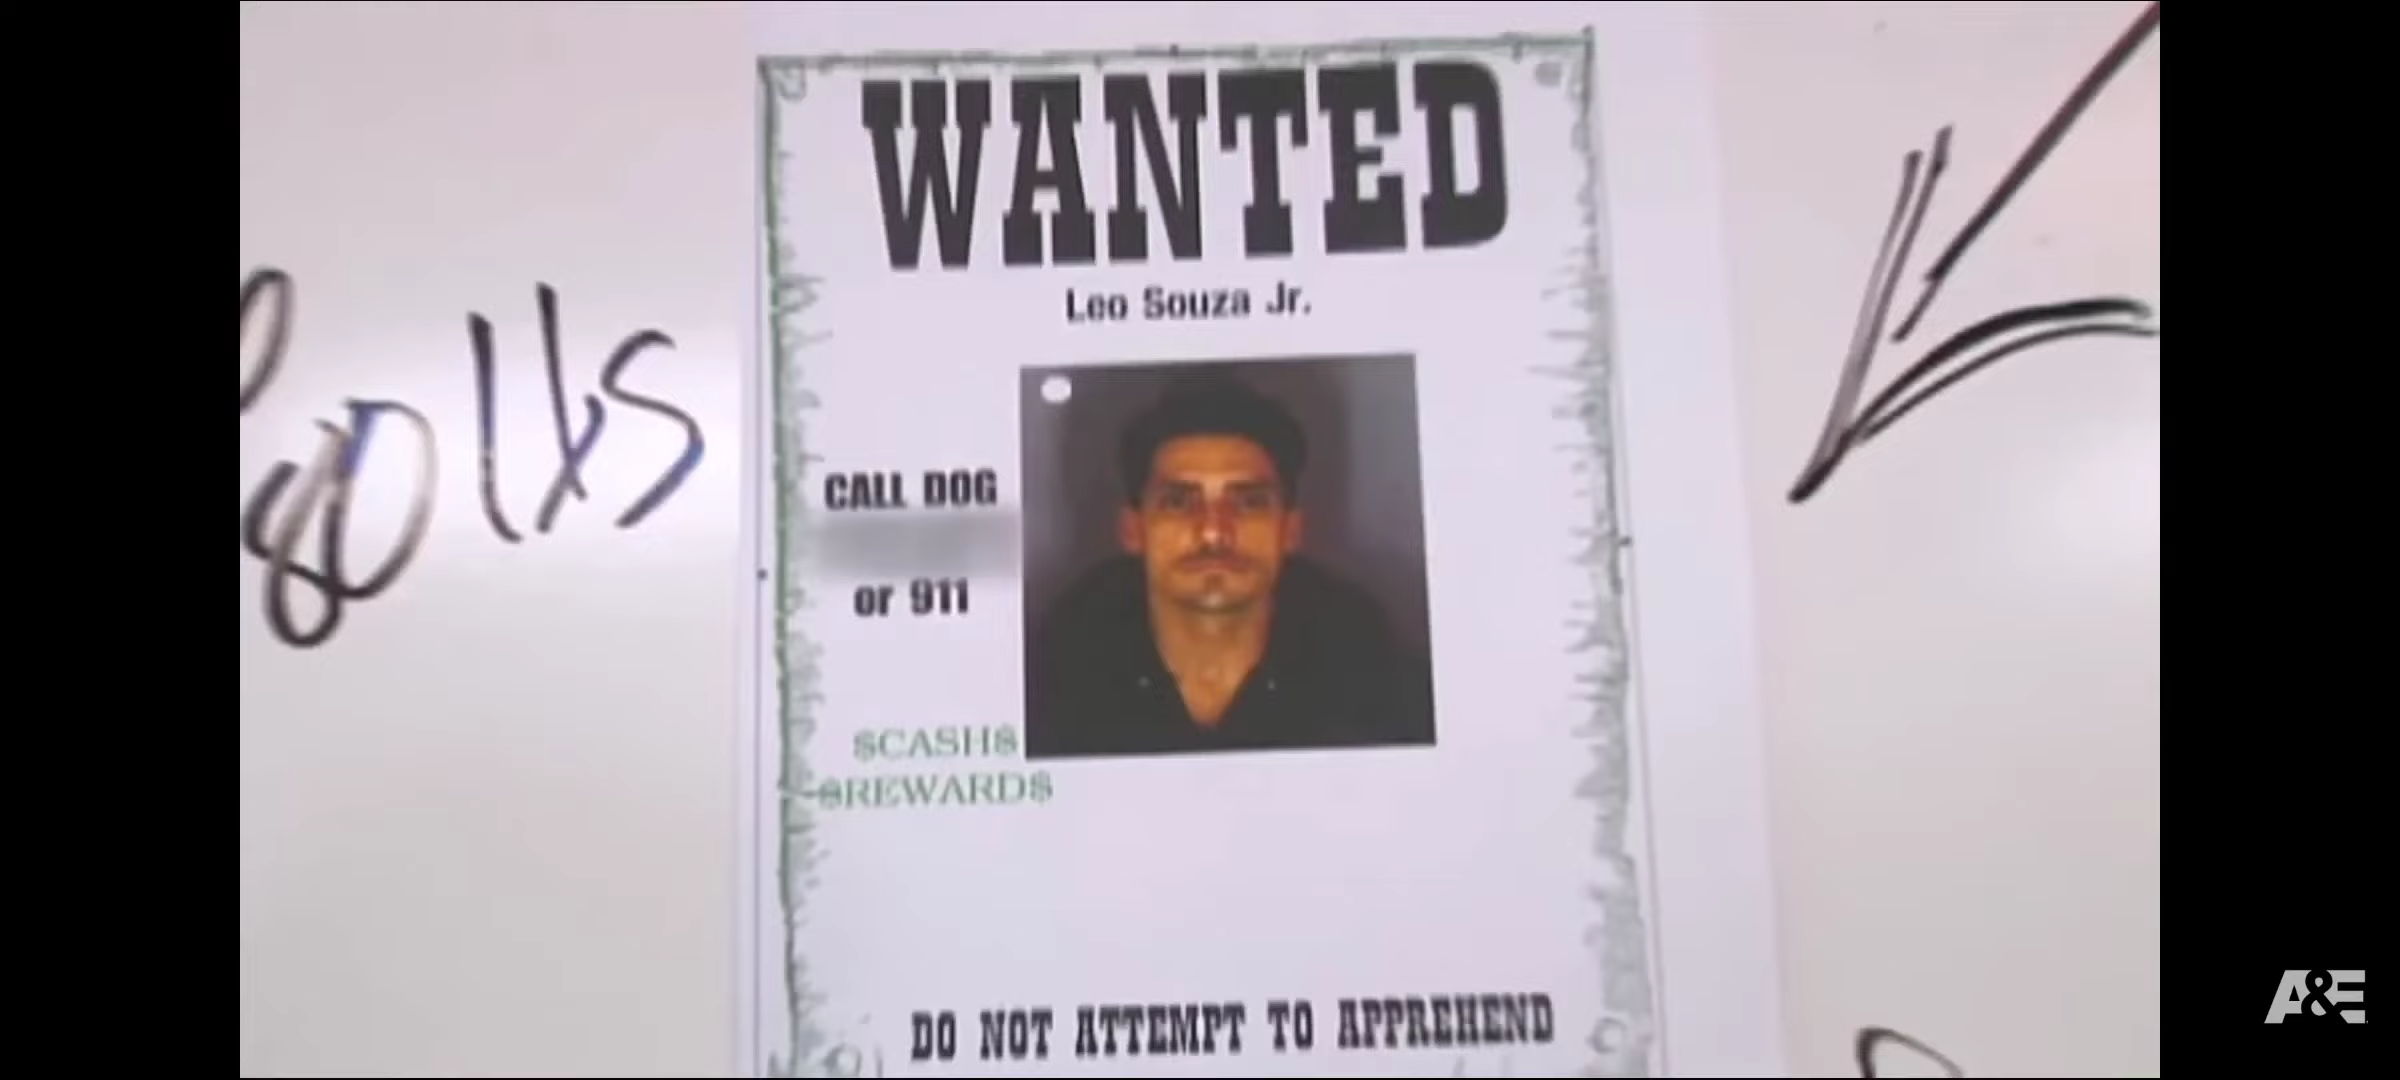 WANTED
Leo Souza Jr.
CALL DOG
or 911
$CASH$
$REWARD$
DO NOT ATTEMPT TO APPREHEND
A&E